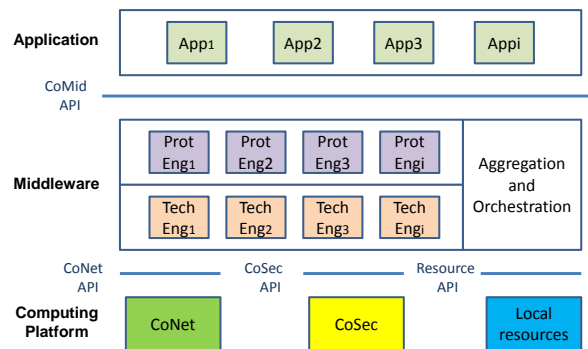 Application
App1 App2 App3 Appi
CoMid
API
Prot
Eng1
Prot
Eng2
Prot
Eng3
Prot
Engi
Middleware
Tech
Eng1
Tech
Eng2
Tech
Eng3
Tech
Engi
Aggregation
and
Orchestration
CoNet
API
CoSec
API
Resource
API
Computing
Platform
CoNet
CoSec
Local
resources